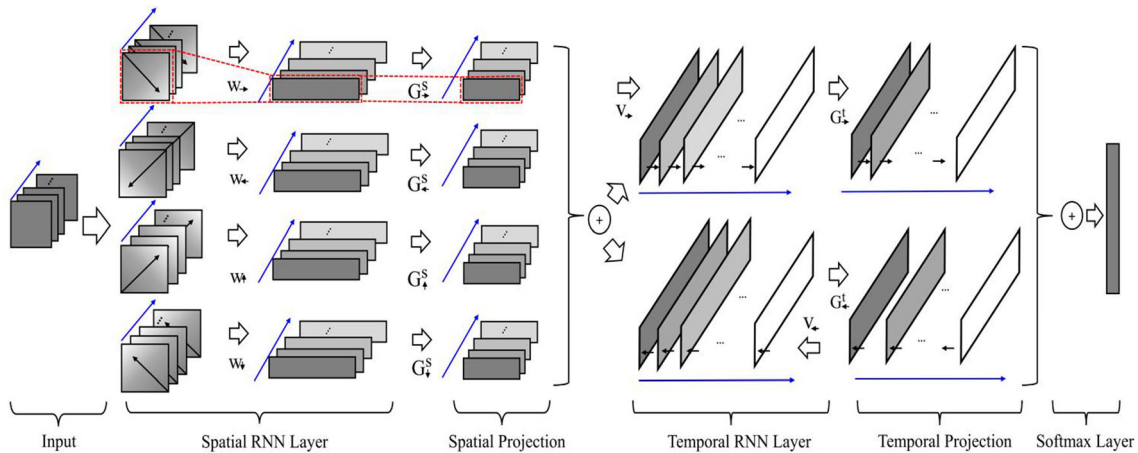 W→
G→S
W←
G←S
W↑
G↑S
W↓
G↓S
+
V→
...
...
G→t
...
...
V←
...
...
G←t
...
...
+
Input
Spatial RNN Layer
Spatial Projection
Temporal RNN Layer
Temporal Projection
Softmax Layer